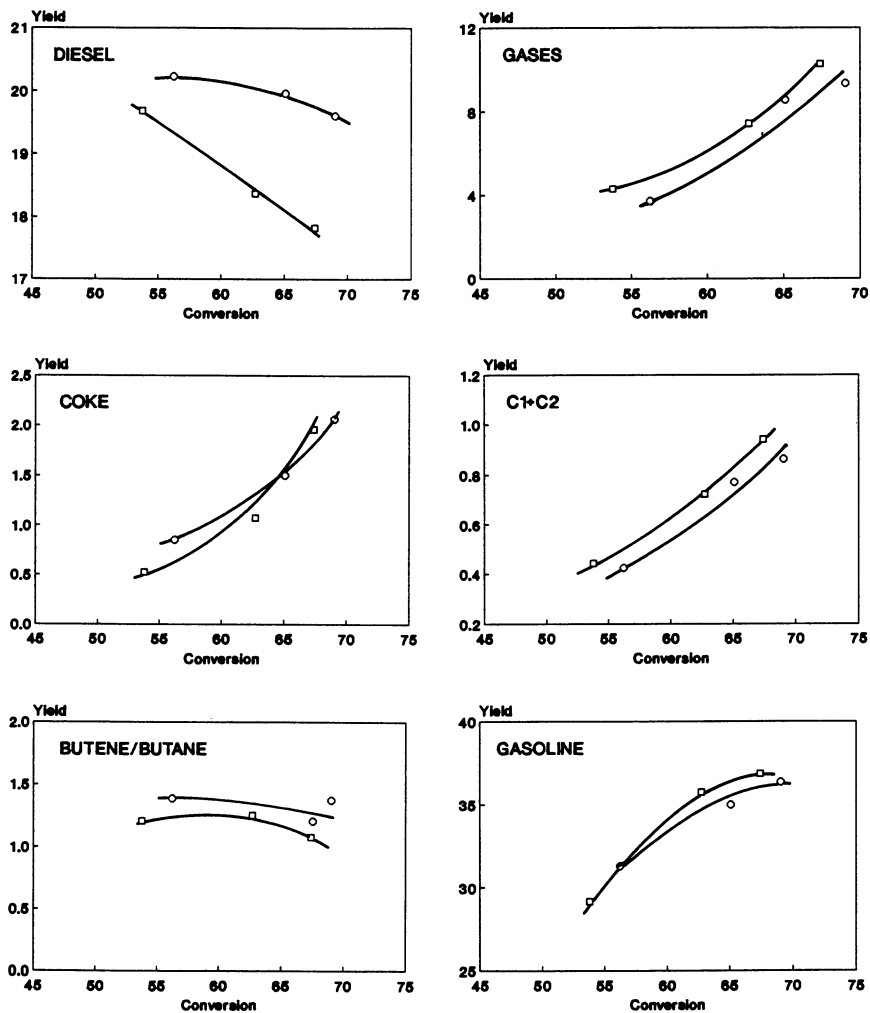 Yield
DIESEL
21
20
19
18
17
45 50 55 60 65 70 75
Conversion
Yield
GASES
12
8
4
0
50 55 60 65 70
Conversion
Yield
COKE
2.5
2.0
1.5
1.0
0.5
0.0
45 50 55 60 65 70 75
Conversion
Yield
C1+C2
1.2
1.0
0.8
0.6
0.4
0.2
45 50 55 60 65 70 75
Conversion
Yield
BUTENE/BUTANE
2.0
1.5
1.0
0.5
0.0
45 50 55 60 65 70 75
Conversion
Yield
GASOLINE
40
35
30
25
45 50 55 60 65 70 75
Conversion